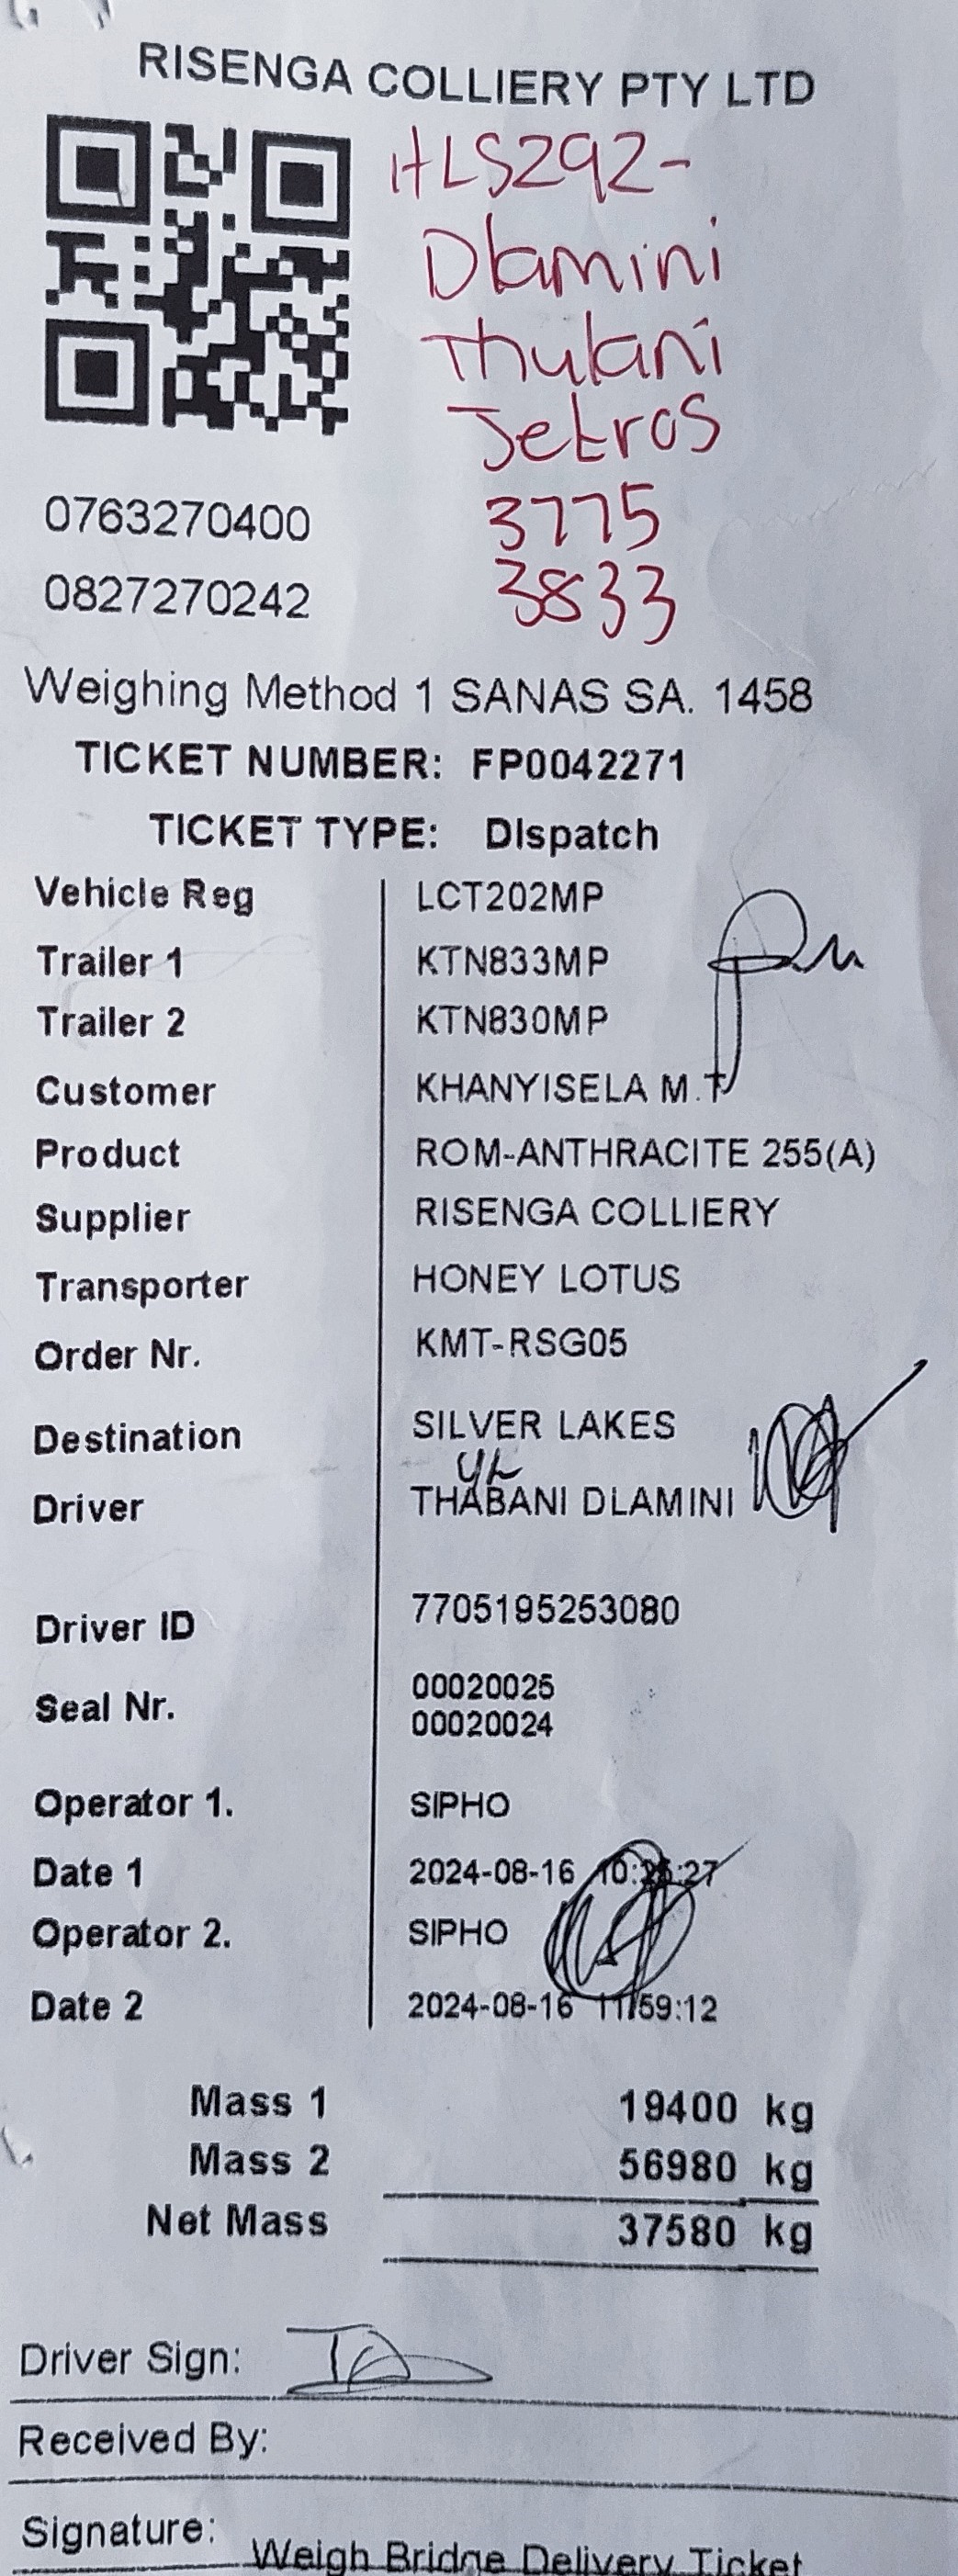 RISENGA COLLIERY PTY LTD
HLS292-
Dlamini
Thulani
Jetros
0763270400 3775
0827270242 3833
Weighing Method 1 SANAS SA. 1458
TICKET NUMBER: FP0042271
TICKET TYPE: DIspatch
Vehicle Reg LCT202MP
Trailer 1 KTN833MP
Trailer 2 KTN830MP
Customer KHANYISELA M.T
Product ROM-ANTHRACITE 255(A)
Supplier RISENGA COLLIERY
Transporter HONEY LOTUS
Order Nr. KMT-RSG05
Destination SILVER LAKES
Driver THABANI DLAMINI
Driver ID 7705195253080
Seal Nr. 00020025
00020024
Operator 1. SIPHO
Date 1 2024-08-16
Operator 2. SIPHO
Date 2 2024-08-16 11:59:12
Mass 1 19400 kg
Mass 2 56980 kg
Net Mass 37580 kg
Driver Sign:
Received By:
Signature:
Weigh Bridge Delivery Ticket